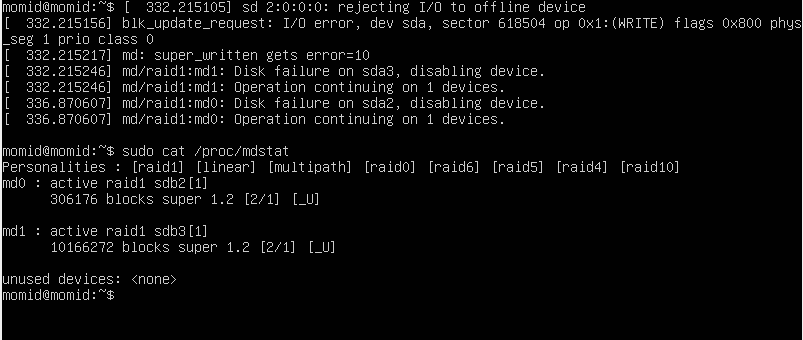 momid@momid:~$ [  332.215105] sd 2:0:0:0: rejecting I/O to offline device
[  332.215156] blk_update_request: I/O error, dev sda, sector 618504 op 0x1:(WRITE) flags 0x800 phys
_seg 1 prio class 0
[  332.215217] md: super_written gets error=10
[  332.215246] md/raid1:md1: Disk failure on sda3, disabling device.
[  332.215246] md/raid1:md1: Operation continuing on 1 devices.
[  336.870607] md/raid1:md0: Disk failure on sda2, disabling device.
[  336.870607] md/raid1:md0: Operation continuing on 1 devices.
momid@momid:~$ sudo cat /proc/mdstat
Personalities : [raid1] [linear] [multipath] [raid0] [raid6] [raid5] [raid4] [raid10]
md0 : active raid1 sdb2[1]
      306176 blocks super 1.2 [2/1] [_U]
md1 : active raid1 sdb3[1]
      10166272 blocks super 1.2 [2/1] [_U]
unused devices: <none>
momid@momid:~$